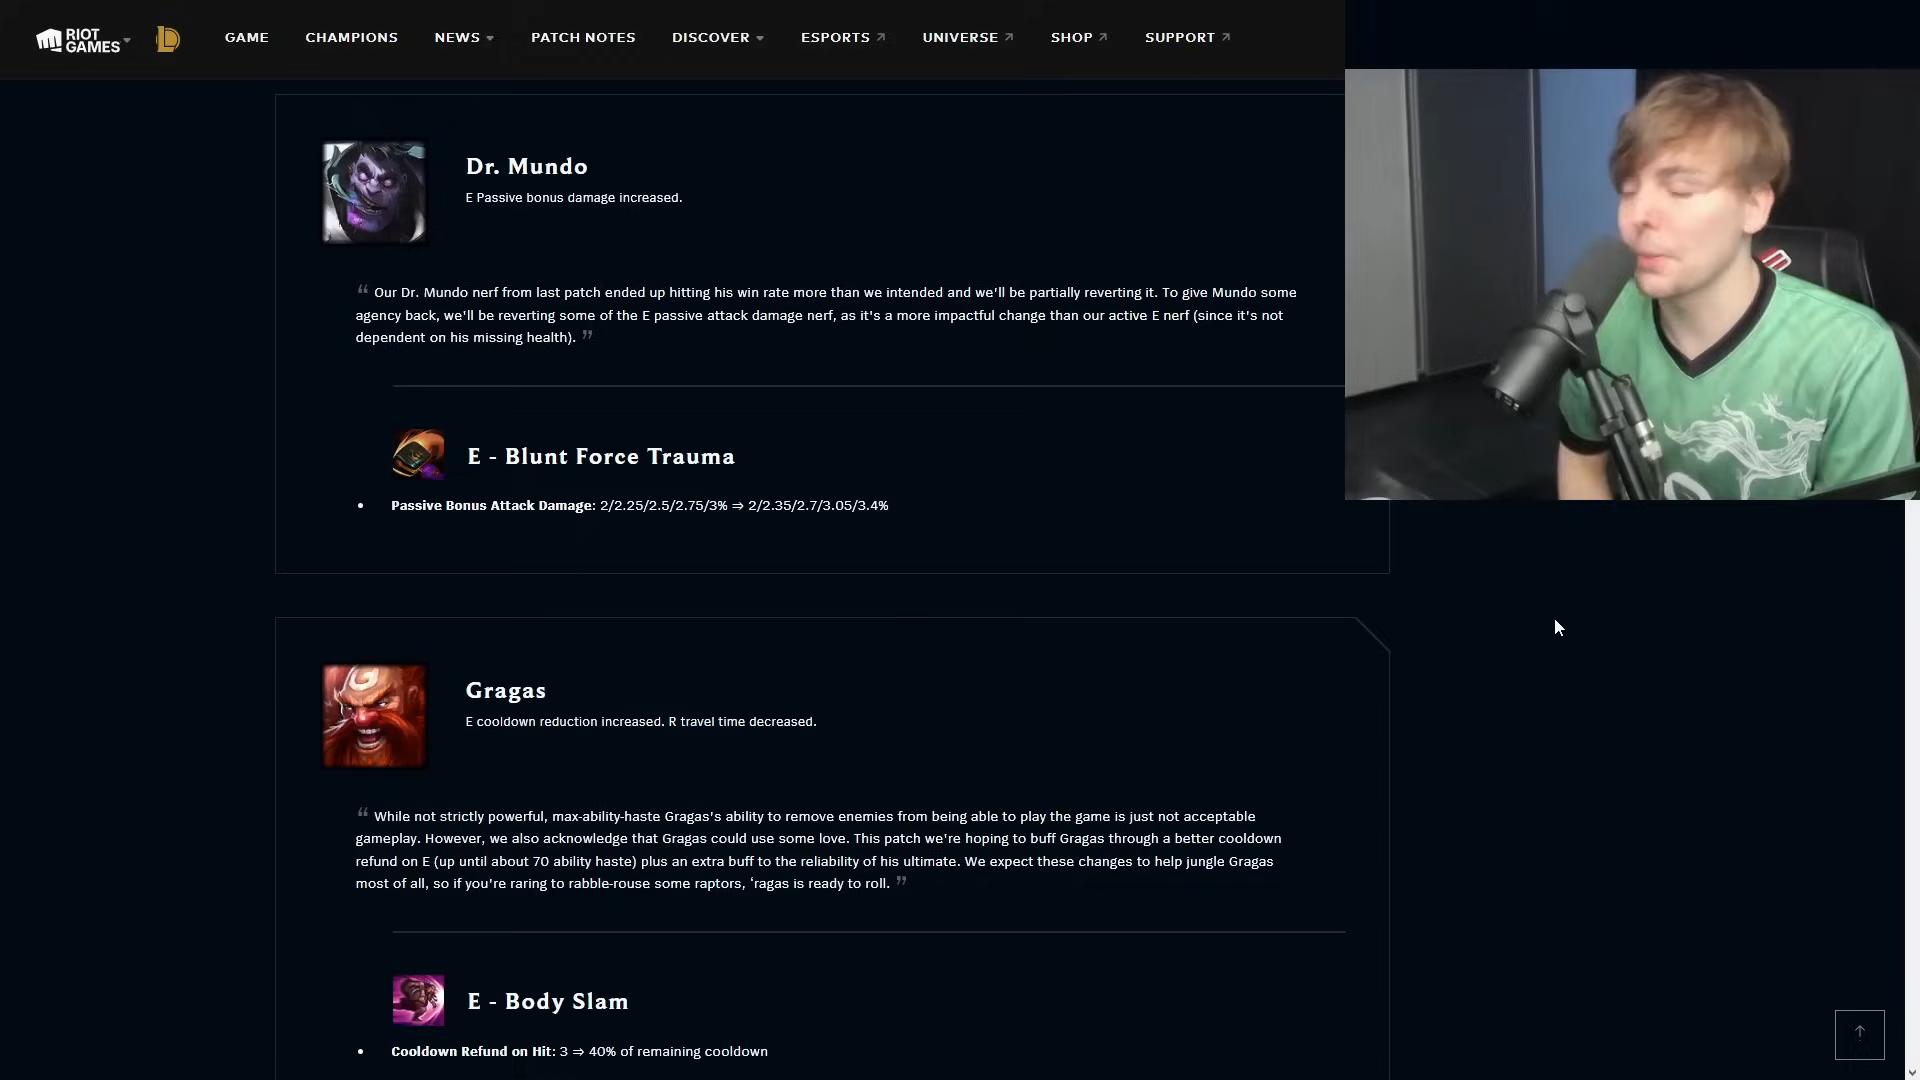 RIOT GAMES
GAME
CHAMPIONS
NEWS
PATCH NOTES
DISCOVER
ESPORTS
UNIVERSE
SHOP
SUPPORT
Dr. Mundo
E Passive bonus damage increased.
“ Our Dr. Mundo nerf from last patch ended up hitting his win rate more than we intended and we'll be partially reverting it. To give Mundo some
agency back, we'll be reverting some of the E passive attack damage nerf, as it's a more impactful change than our active E nerf (since it's not
dependent on his missing health). ”
E - Blunt Force Trauma
• Passive Bonus Attack Damage: 2/2.25/2.5/2.75/3% ⇒ 2/2.35/2.7/3.05/3.4%
Gragas
E cooldown reduction increased. R travel time decreased.
“ While not strictly powerful, max-ability-haste Gragas's ability to remove enemies from being able to play the game is just not acceptable
gameplay. However, we also acknowledge that Gragas could use some love. This patch we're hoping to buff Gragas through a better cooldown
refund on E (up until about 70 ability haste) plus an extra buff to the reliability of his ultimate. We expect these changes to help jungle Gragas
most of all, so if you're raring to rabble-rouse some raptors, ‘ragas is ready to roll. ”
E - Body Slam
• Cooldown Refund on Hit: 3 ⇒ 40% of remaining cooldown